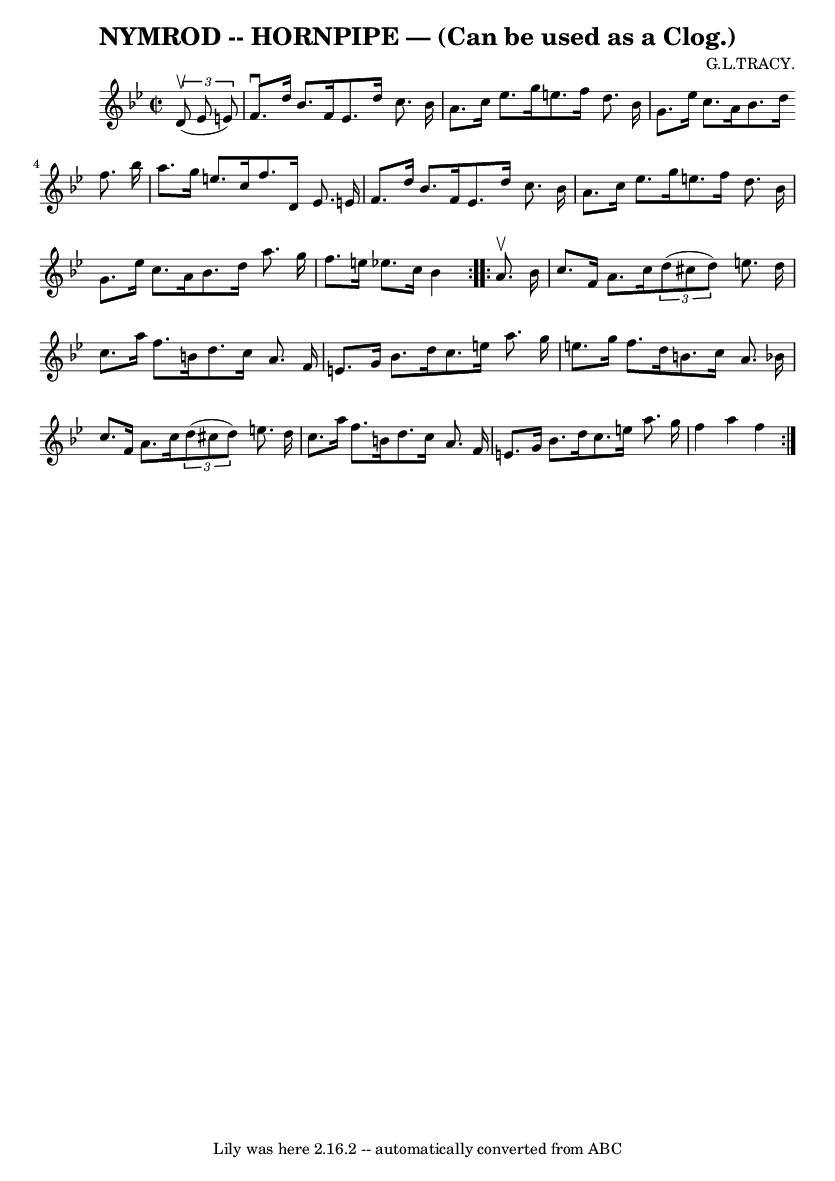 NYMROD -- HORNPIPE — (Can be used as a Clog.)
G.L.TRACY.
3
4
3
3
Lily was here 2.16.2 -- automatically converted from ABC